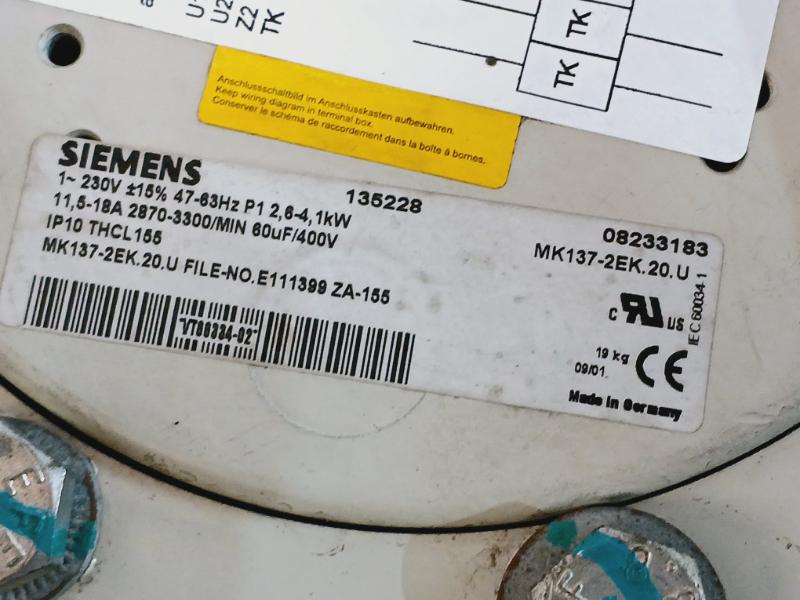 U2
Z2
TK
TK
TK
Anschlussschaltbild im Anschlusskasten aufbewahren.
Keep wiring diagram in terminal box.
Conserver le schéma de raccordement dans la boîte à bornes.
SIEMENS
135228
08233183
1~ 230V ±15% 47-63Hz P1 2,6-4,1kW
MK137-2EK.20.U
11,5-18A 2870-3300/MIN 60uF/400V
IP10 THCL155
MK137-2EK.20.U FILE-NO.E111399 ZA-155
*VT86334-02*
C RU US
IEC 60034-1
19 kg
09/01
CE
Made in Germany